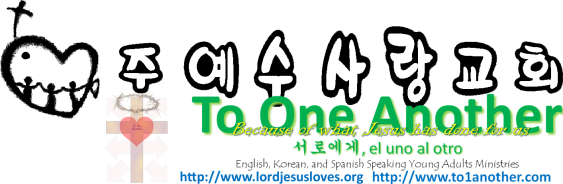 주예수사랑교회
To One Another
Because of what Jesus has done for us
서로에게, el uno al otro
English, Korean, and Spanish Speaking Young Adults Ministries
http://www.lordjesusloves.org http://www.to1another.com